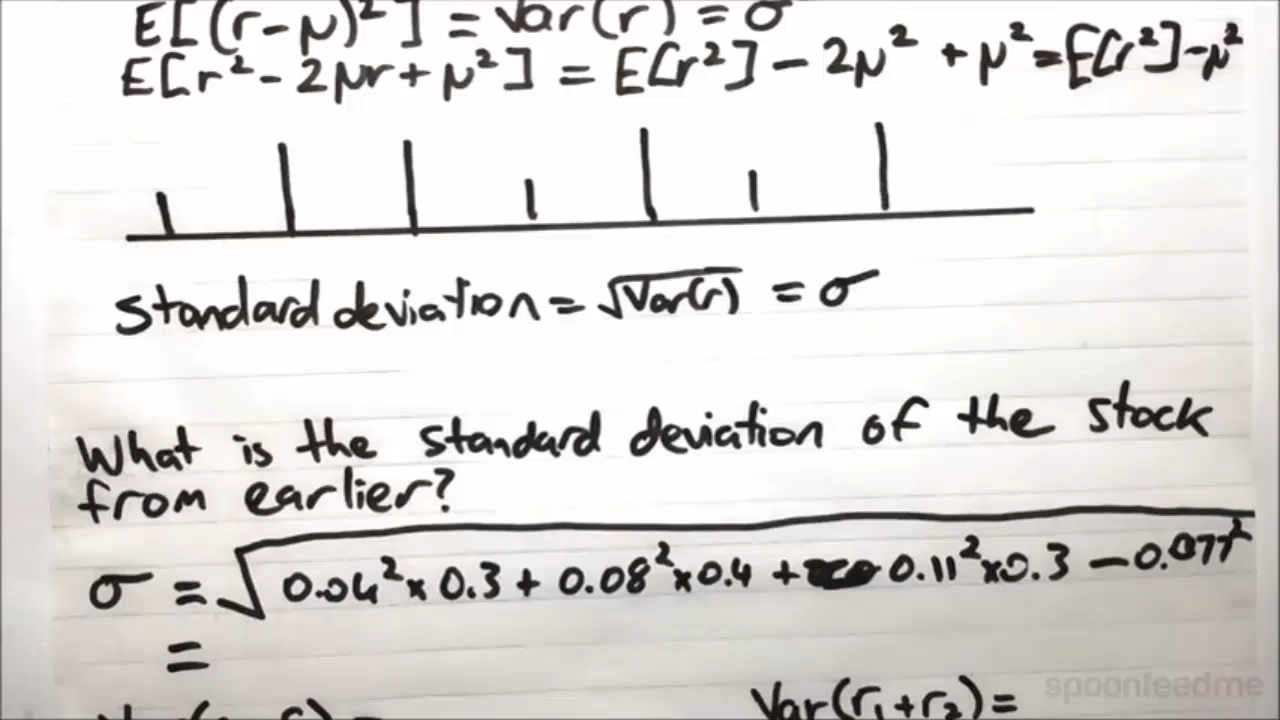 E[(r-μ)²] = Var(r) = σ
E[r² - 2μr + μ²] = E[r²] - 2μ² + μ² = E[r²] - μ²
standard deviation = √Var(r) = σ
What is the standard deviation of the stock
from earlier?
σ = √0.04² × 0.3 + 0.08² × 0.4 + 0.11² × 0.3 - 0.077²
=
Var(r₁+r₂) =
spoonfeedme